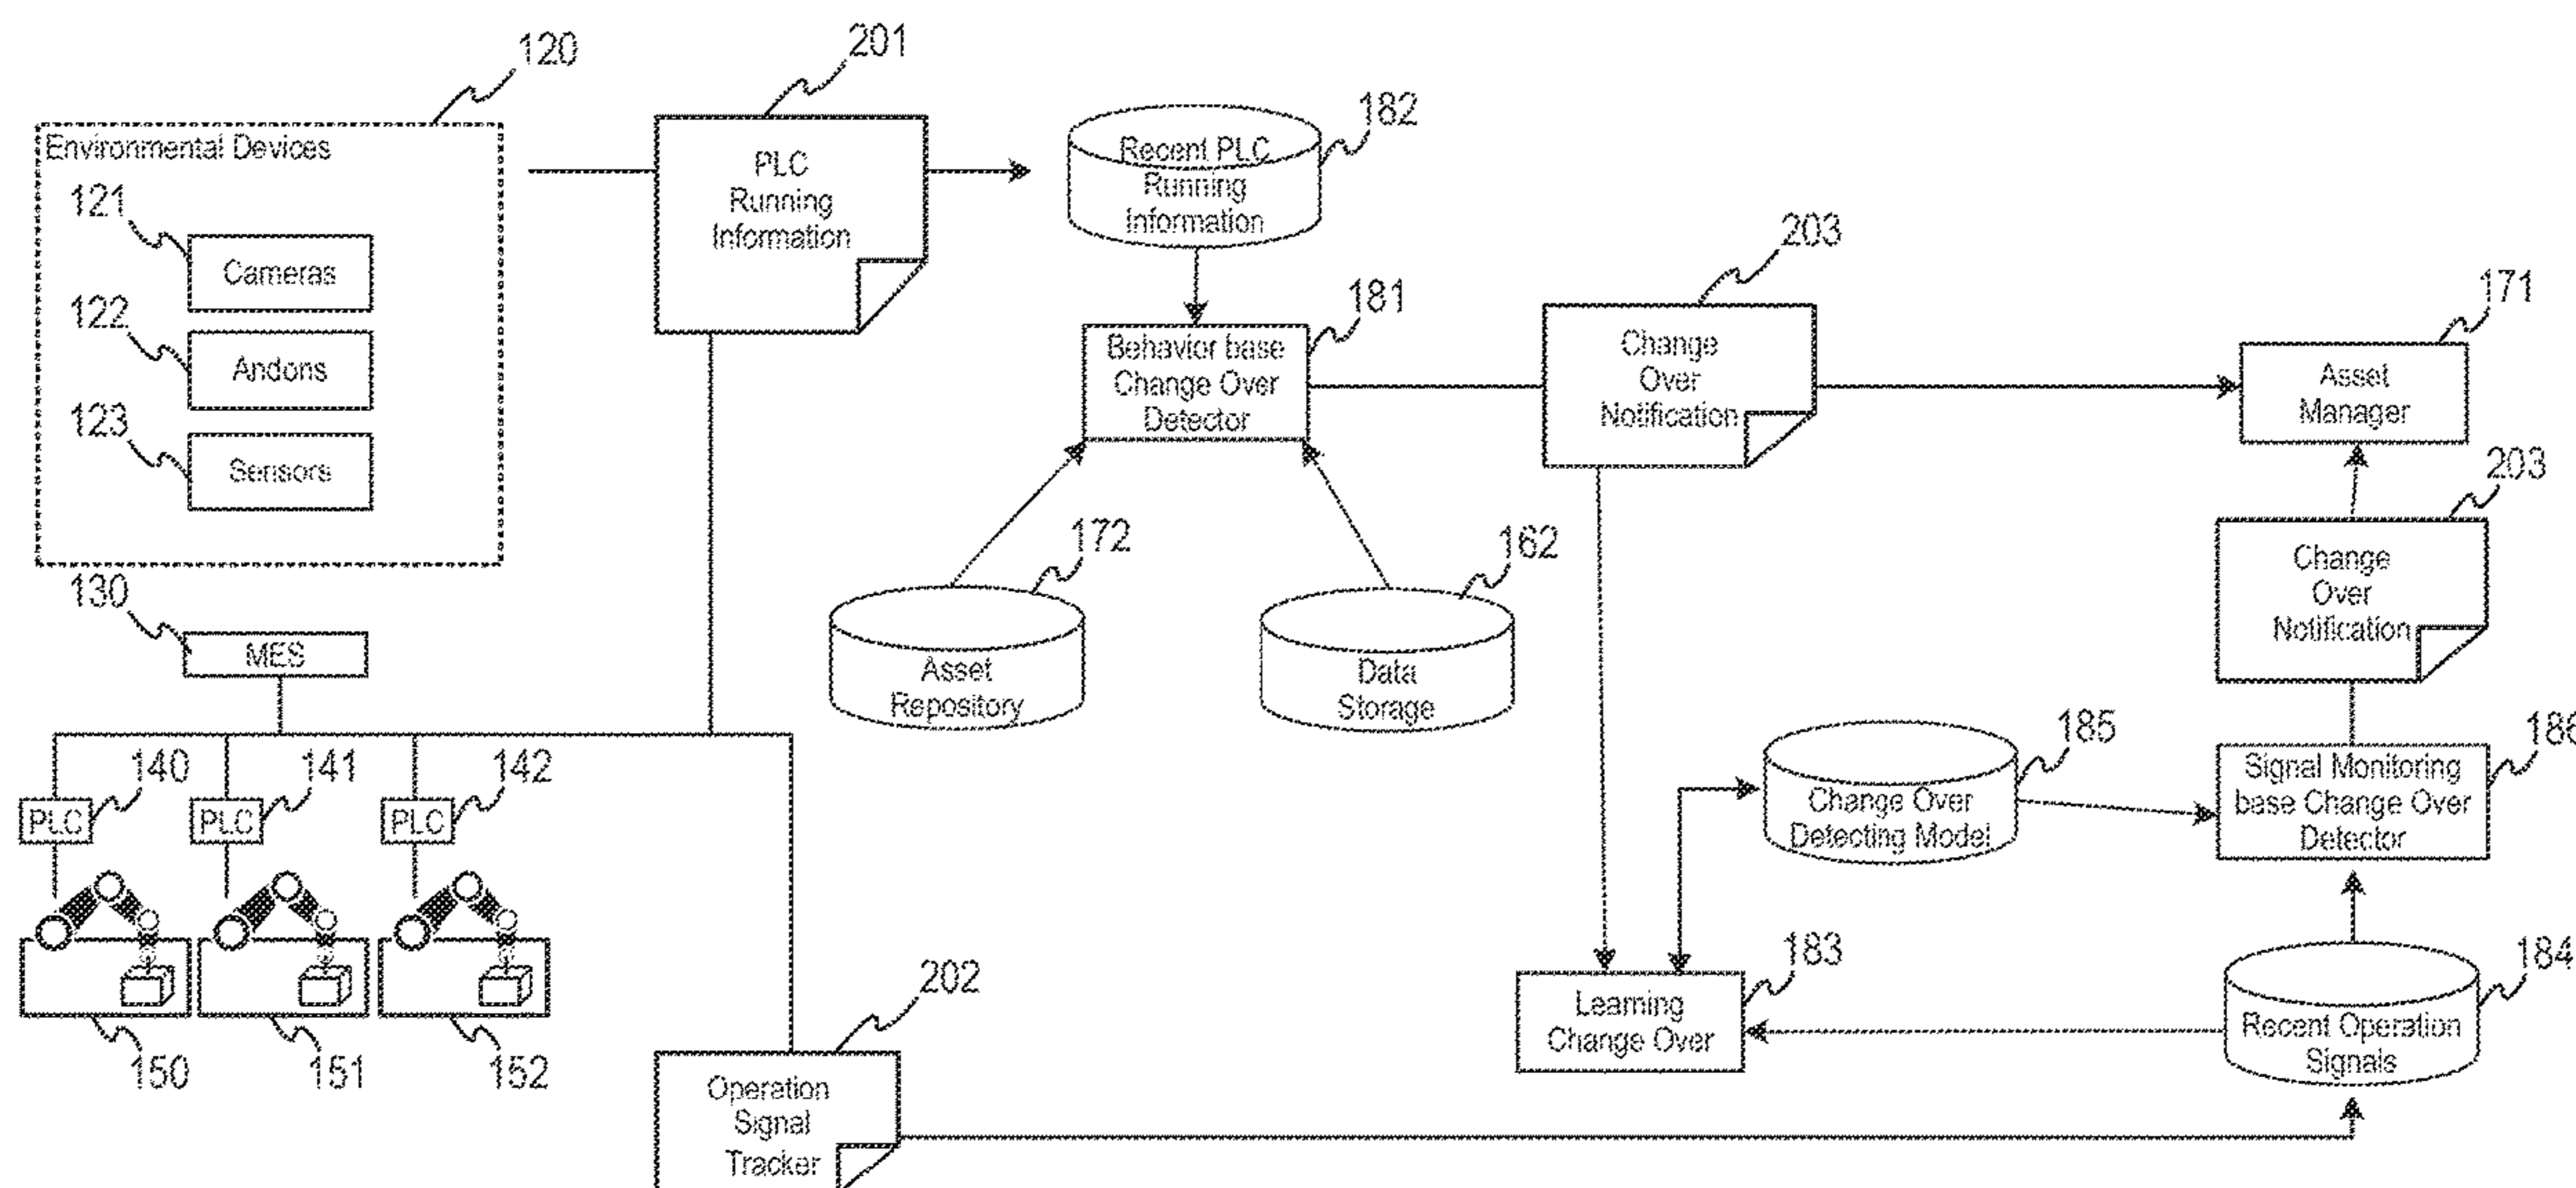 120
201
182
Environmental Devices
PLC
Running
Information
Recent PLC
Running
Information
121
Cameras
122
Andons
123
Sensors
203
181
Behavior base
Change Over
Detector
Change
Over
Notification
171
Asset
Manager
203
172
162
Change
Over
Notification
130
MES
Asset
Repository
Data
Storage
140
141
142
PLC
PLC
PLC
185
Change Over
Detecting Model
186
Signal Monitoring
base Change Over
Detector
150
151
152
202
Operation
Signal
Tracker
183
Learning
Change Over
184
Recent Operation
Signals